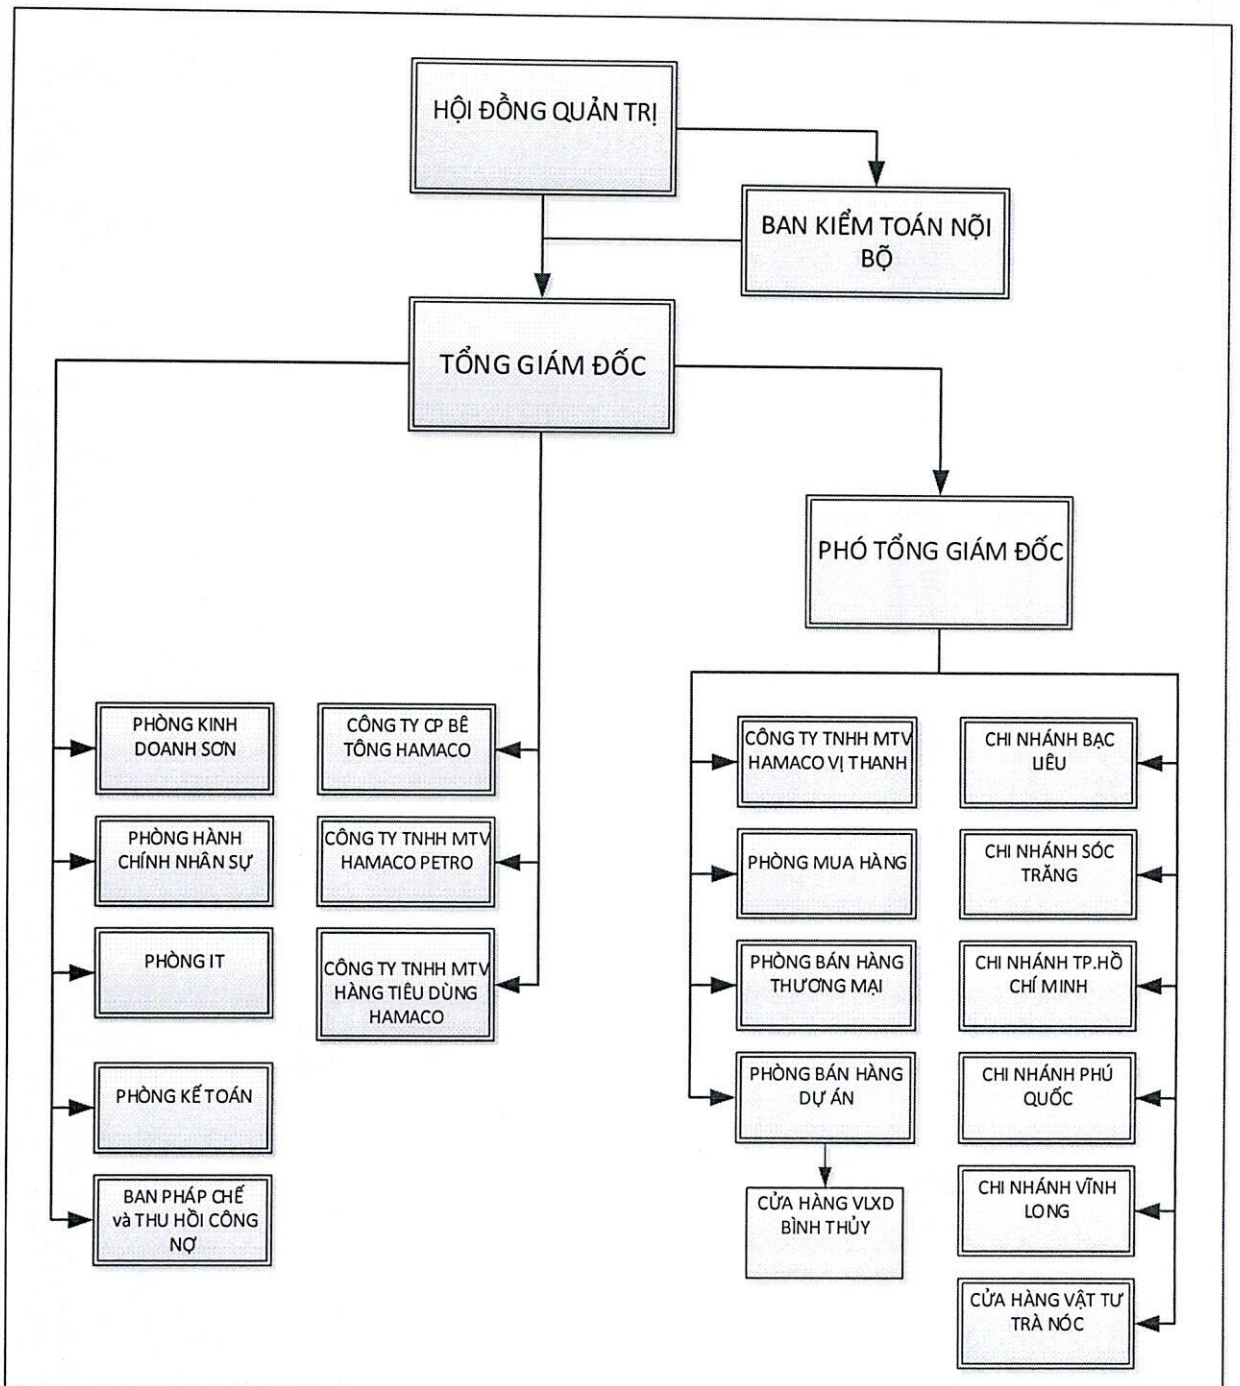 HỘI ĐỒNG QUẢN TRỊ
BAN KIỂM TOÁN NỘI
BỘ
TỔNG GIÁM ĐỐC
PHÓ TỔNG GIÁM ĐỐC
PHÒNG KINH
DOANH SƠN
PHÒNG HÀNH
CHÍNH NHÂN SỰ
PHÒNG IT
PHÒNG KẾ TOÁN
BAN PHÁP CHẾ
và THU HỒI CÔNG
NỢ
CÔNG TY CP BÊ
TÔNG HAMACO
CÔNG TY TNHH MTV
HAMACO PETRO
CÔNG TY TNHH MTV
HÀNG TIÊU DÙNG
HAMACO
CÔNG TY TNHH MTV
HAMACO VỊ THANH
PHÒNG MUA HÀNG
PHÒNG BÁN HÀNG
THƯƠNG MẠI
PHÒNG BÁN HÀNG
DỰ ÁN
CỬA HÀNG VLXD
BÌNH THỦY
CHI NHÁNH BẠC
LIÊU
CHI NHÁNH SÓC
TRĂNG
CHI NHÁNH TP.HỒ
CHÍ MINH
CHI NHÁNH PHÚ
QUỐC
CHI NHÁNH VĨNH
LONG
CỬA HÀNG VẬT TƯ
TRÀ NÓC